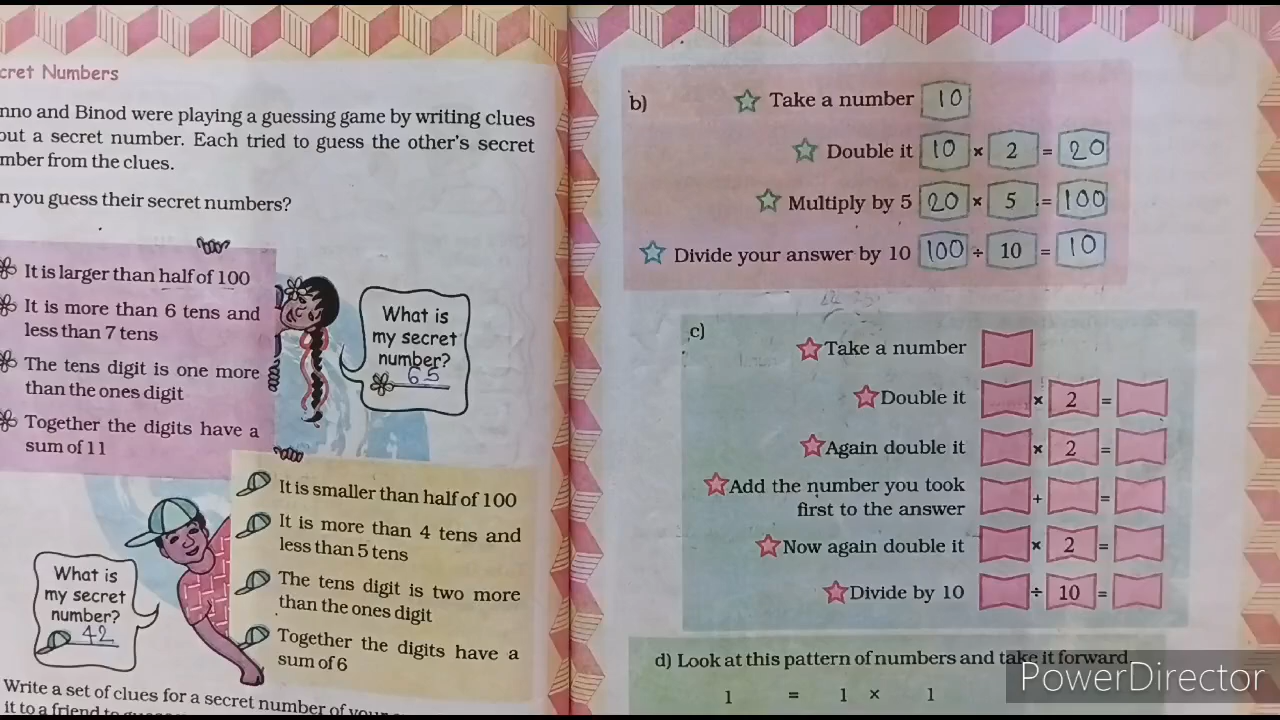 cret Numbers
nno and Binod were playing a guessing game by writing clues
out a secret number. Each tried to guess the other's secret
mber from the clues.
n you guess their secret numbers?
It is larger than half of 100
It is more than 6 tens and
less than 7 tens
The tens digit is one more
than the ones digit
Together the digits have a
sum of 11
What is
my secret
number?
65
It is smaller than half of 100
It is more than 4 tens and
less than 5 tens
The tens digit is two more
than the ones digit
Together the digits have a
sum of 6
What is
my secret
number?
42
Write a set of clues for a secret number of
it to a friend to
b)
Take a number 10
Double it 10 × 2 = 20
Multiply by 5 20 × 5 = 100
Divide your answer by 10 100 ÷ 10 = 10
c)
Take a number
Double it × 2 =
Again double it × 2 =
Add the number you took
first to the answer + =
Now again double it × 2 =
Divide by 10 ÷ 10 =
d) Look at this pattern of numbers and take it forward
1 = 1 × 1
PowerDirector